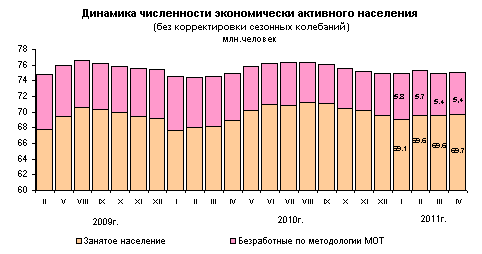 Динамика численности экономически активного населения
(без корректировки сезонных колебаний)
млн.человек
78
76
74
72
70
68
66
64
62
60
5.8 5.7 5.4 5.4
69.1 69.6 69.6 69.7
II V VIII IX X XI XII I II III IV V VI VII VIII IX X XI XII I II III IV
2009г. 2010г. 2011г.
Занятое население Безработные по методологии МОТ